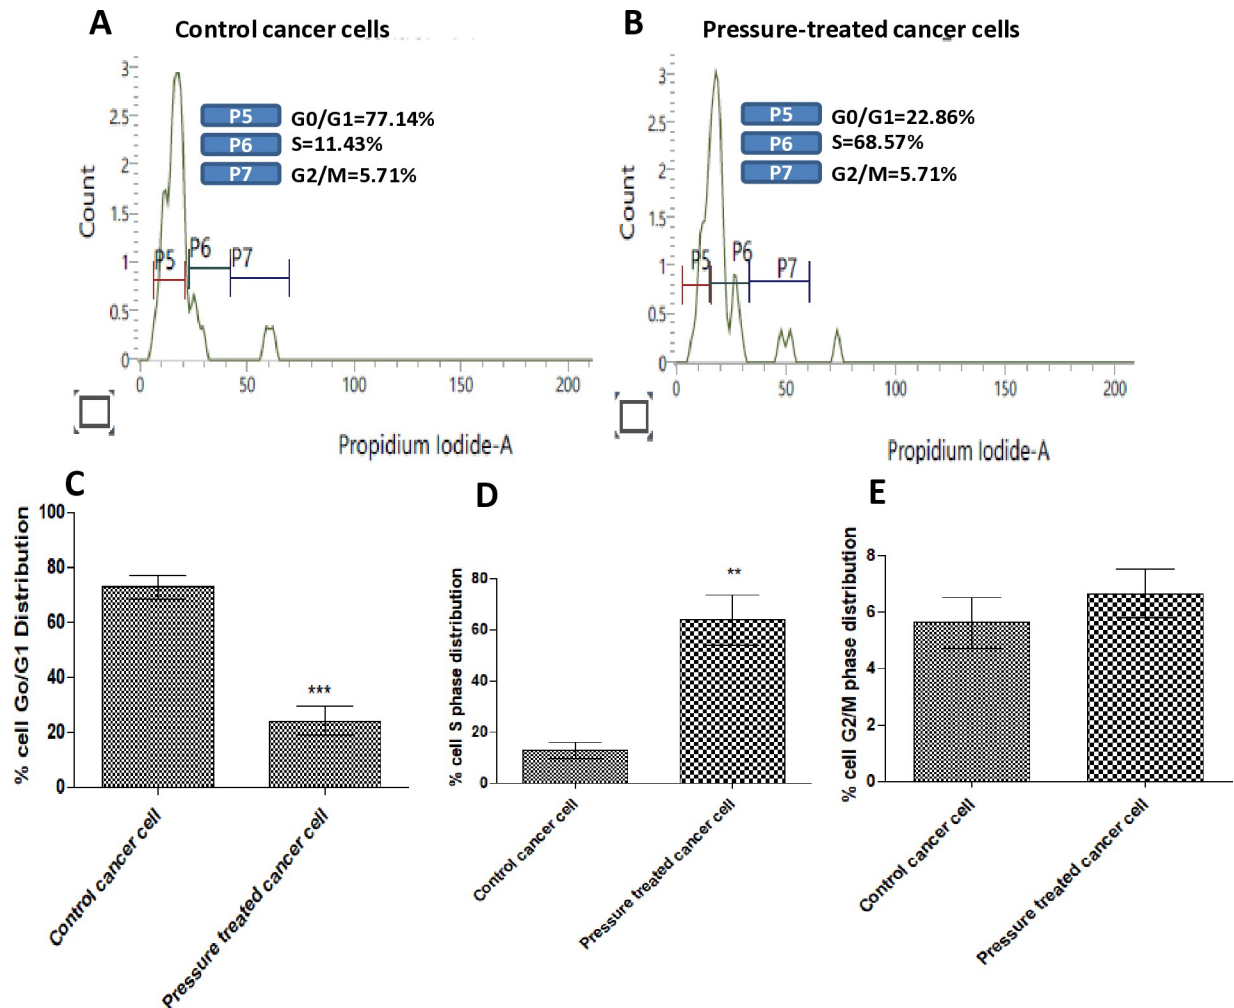 A
Control cancer cells
3
2.5
2
1.5
1
0.5
0
Count
P5
G0/G1=77.14%
P6
S=11.43%
P7
G2/M=5.71%
P5
P6
P7
0
50
100
150
200
Propidium Iodide-A
B
Pressure-treated cancer cells
3
2.5
2
1.5
1
0.5
0
Count
P5
G0/G1=22.86%
P6
S=68.57%
P7
G2/M=5.71%
P5
P6
P7
0
50
100
150
200
Propidium Iodide-A
C
% cell Go/G1 Distribution
100
80
60
40
20
0
***
Control cancer cell
Pressure treated cancer cell
D
% cell S phase distribution
80
60
40
20
0
**
Control cancer cell
Pressure treated cancer cell
E
% cell G2/M phase distribution
8
6
4
2
0
Control cancer cell
Pressure treated cancer cell